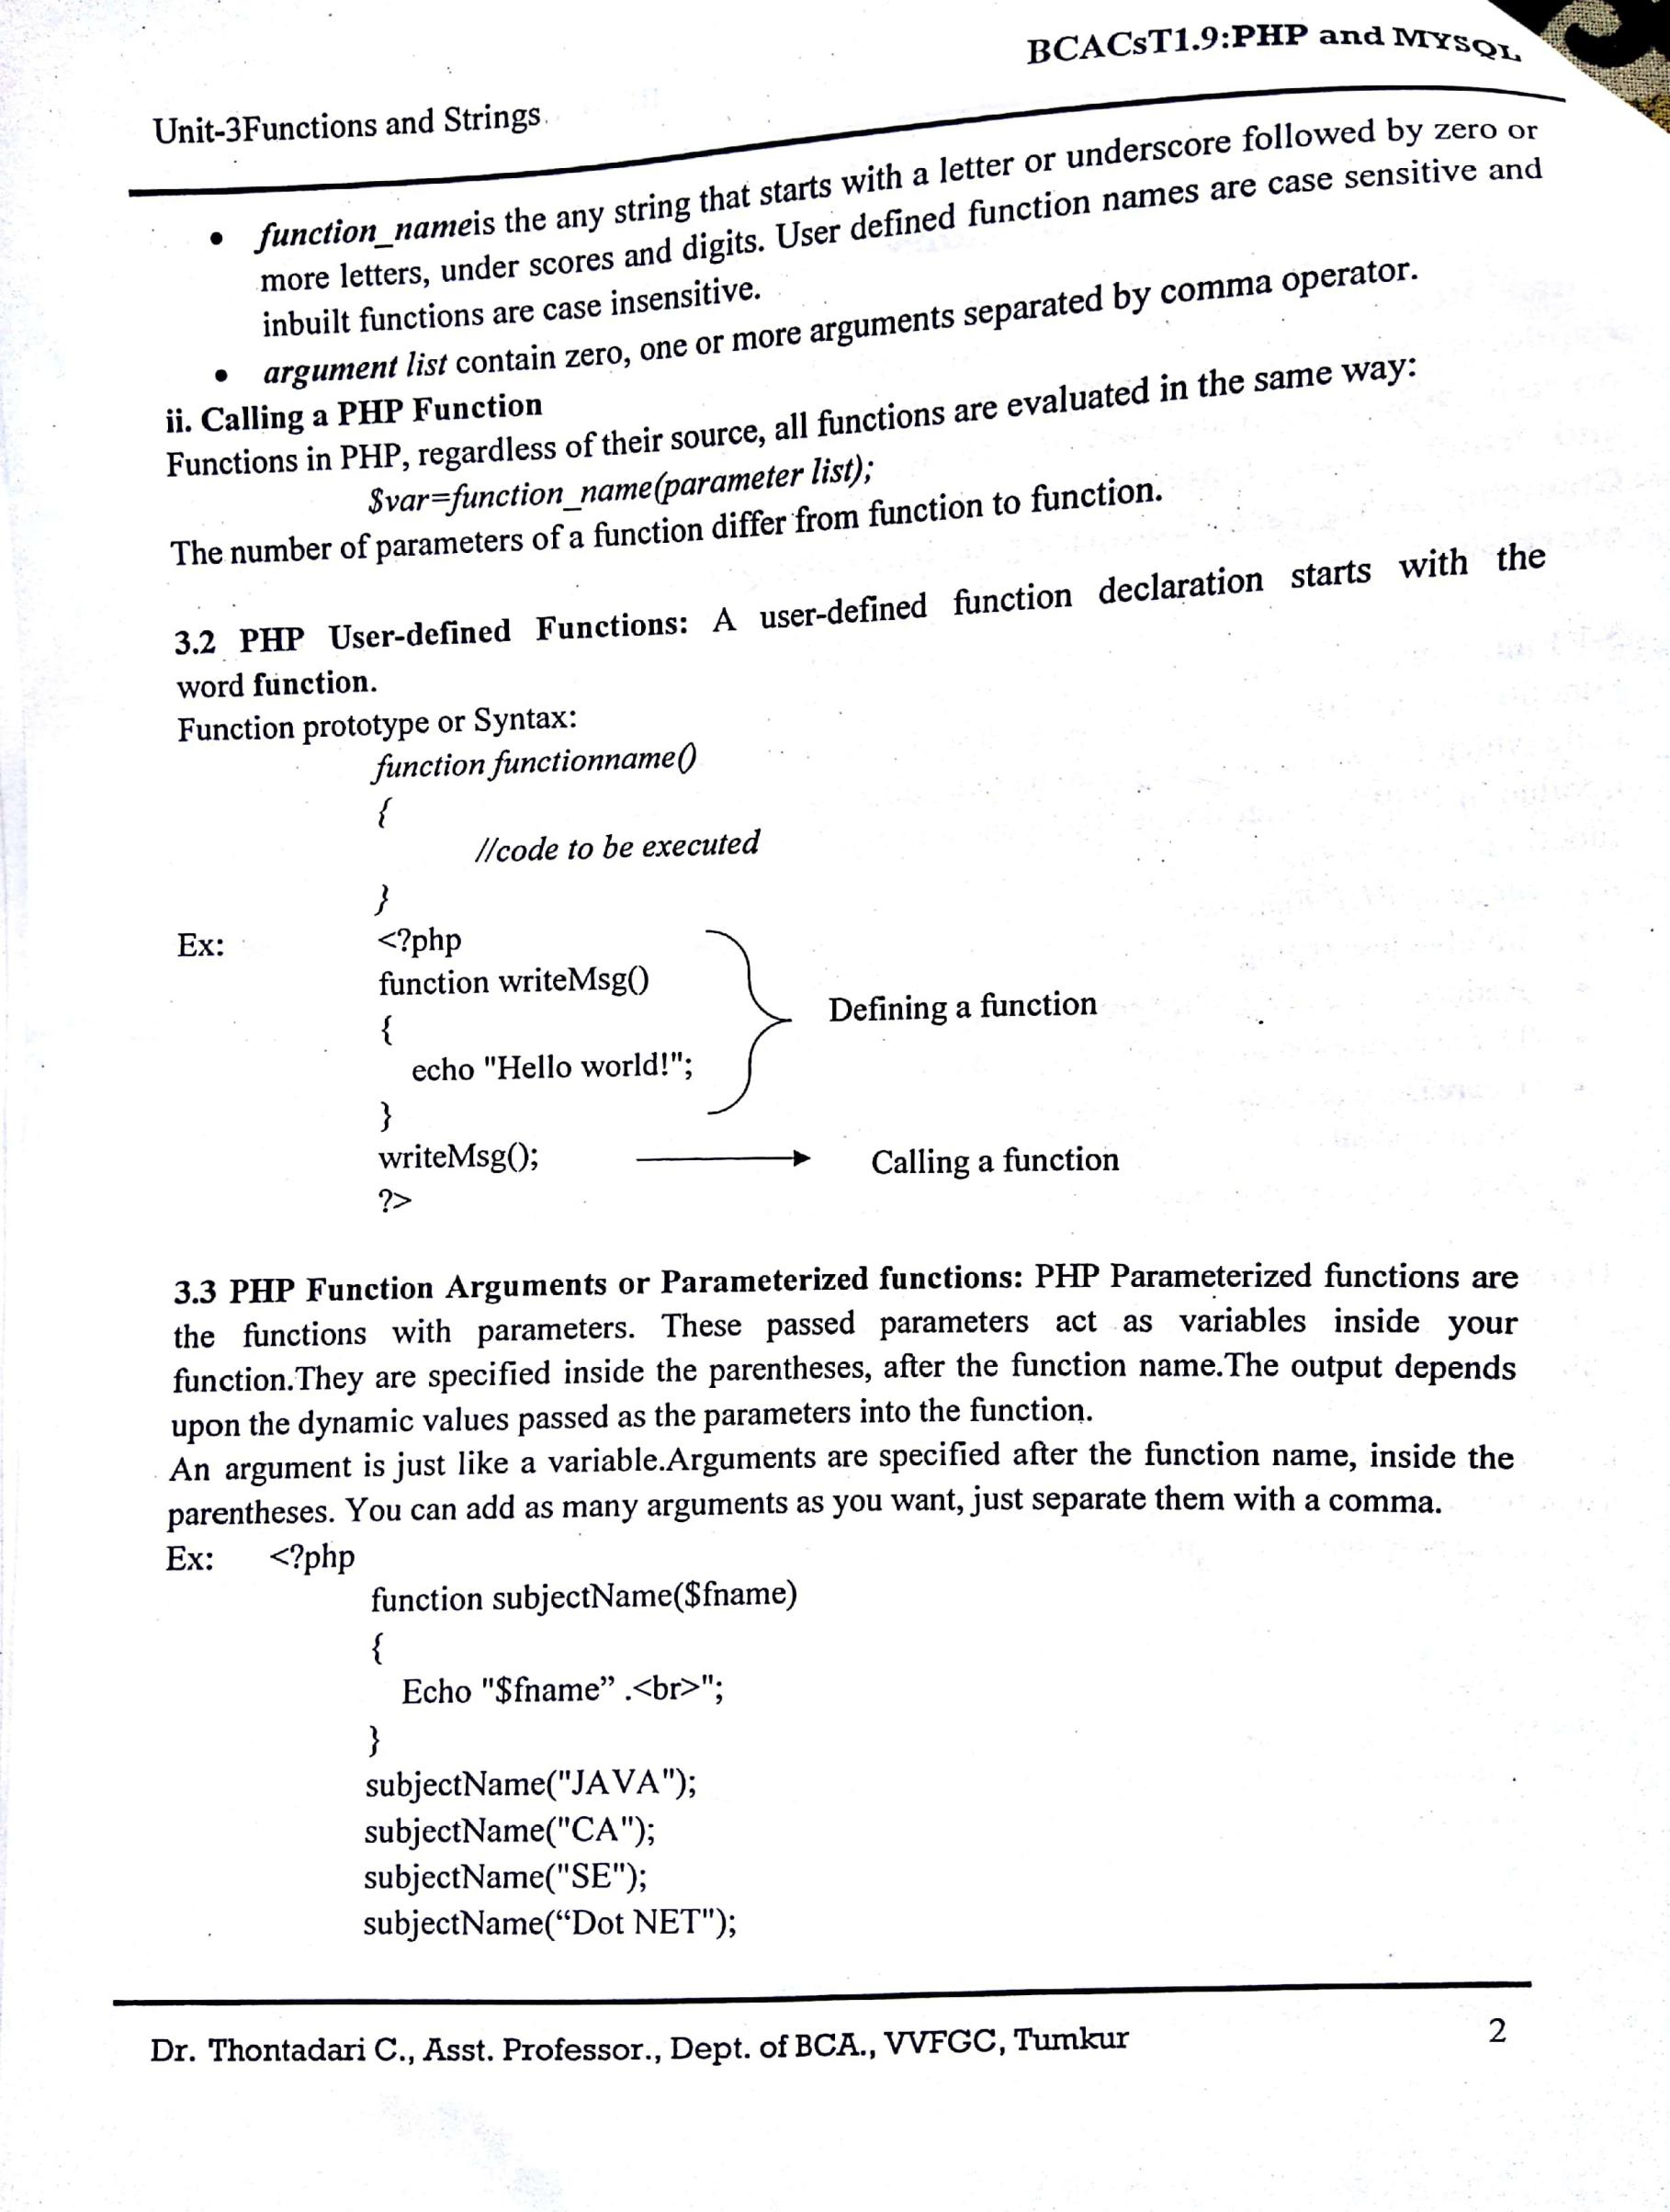 BCACsT1.9:PHP and MYSQL
Unit-3Functions and Strings
• function_nameis the any string that starts with a letter or underscore followed by zero or
more letters, under scores and digits. User defined function names are case sensitive and
inbuilt functions are case insensitive.
• argument list contain zero, one or more arguments separated by comma operator.
ii. Calling a PHP Function
Functions in PHP, regardless of their source, all functions are evaluated in the same way:
$var=function_name(parameter list);
The number of parameters of a function differ from function to function.
3.2 PHP User-defined Functions: A user-defined function declaration starts with the
word function.
Function prototype or Syntax:
function functionname()
{
//code to be executed
}
Ex: <?php
function writeMsg()
{
Defining a function
echo "Hello world!";
}
writeMsg(); Calling a function
?>
3.3 PHP Function Arguments or Parameterized functions: PHP Parameterized functions are
the functions with parameters. These passed parameters act as variables inside your
function.They are specified inside the parentheses, after the function name.The output depends
upon the dynamic values passed as the parameters into the function.
An argument is just like a variable.Arguments are specified after the function name, inside the
parentheses. You can add as many arguments as you want, just separate them with a comma.
Ex: <?php
function subjectName($fname)
{
Echo "$fname” .<br>";
}
subjectName("JAVA");
subjectName("CA");
subjectName("SE");
subjectName(“Dot NET");
Dr. Thontadari C., Asst. Professor., Dept. of BCA., VVFGC, Tumkur 2